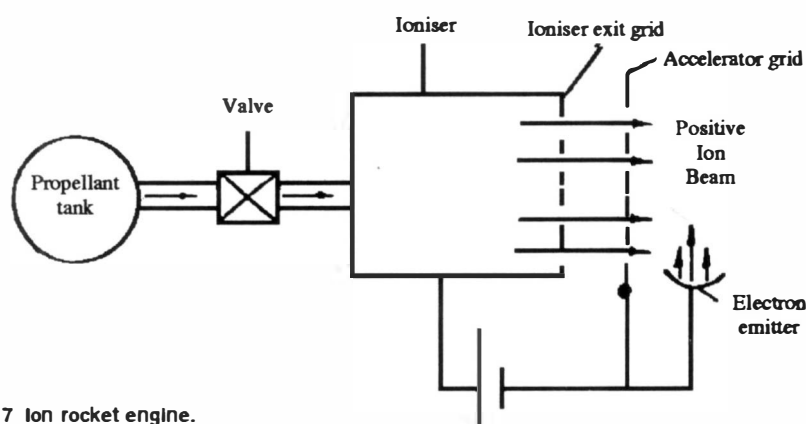 Ioniser
Ioniser exit grid
Accelerator grid
Valve
Positive
Ion
Beam
Propellant
tank
Electron
emitter
7 Ion rocket engine.